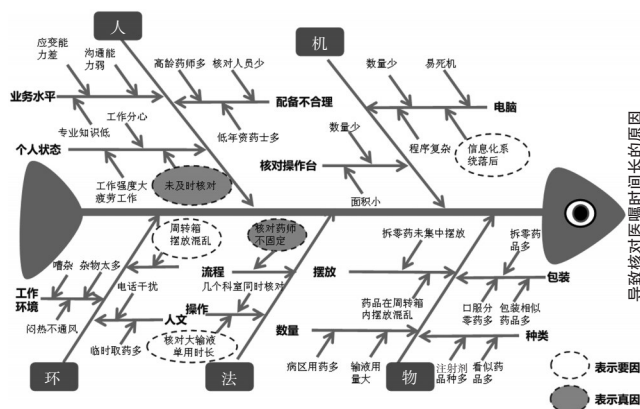 人
机
应变能
力差
沟通能
力弱
高龄药师多
核对人员少
数量少
易死机
业务水平
配备不合理
电脑
专业知识低
工作分心
低年资药士多
数量少
程序复杂
信息化系
统落后
个人状态
核对操作台
工作强度大
疲劳工作
未及时核对
面积小
导致核对医嘱时间长的原因
周转箱
摆放混乱
核对药师
不固定
拆零药未集中摆放
拆零药
品多
嘈杂
杂物太多
流程
摆放
包装
电话干扰
几个科室同时核对
工作
环境
操作
药品在周转箱
内摆放混乱
口服分
零药多
包装相似
药品多
闷热不通风
人文
数量
种类
临时取药多
核对大输液
单用时长
病区用药多
输液用
量大
注射剂
品种多
看似药
品多
环
法
物
表示要因
表示真因